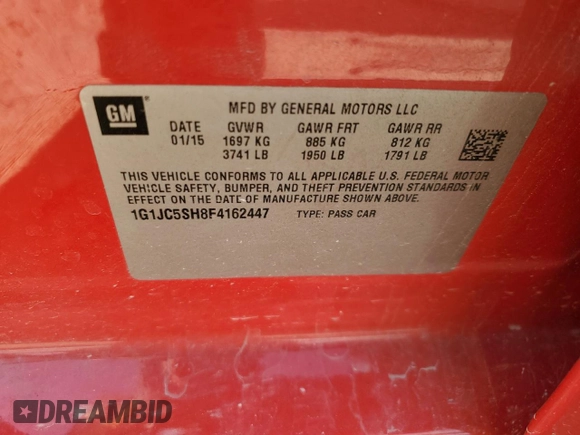 GM
MFD BY GENERAL MOTORS LLC
DATE GVWR GAWR FRT GAWR RR
01/15 1697 KG 885 KG 812 KG
3741 LB 1950 LB 1791 LB
THIS VEHICLE CONFORMS TO ALL APPLICABLE U.S. FEDERAL MOTOR
VEHICLE SAFETY, BUMPER, AND THEFT PREVENTION STANDARDS IN
EFFECT ON THE DATE OF MANUFACTURE SHOWN ABOVE.
1G1JC5SH8F4162447 TYPE: PASS CAR
DREAMBID